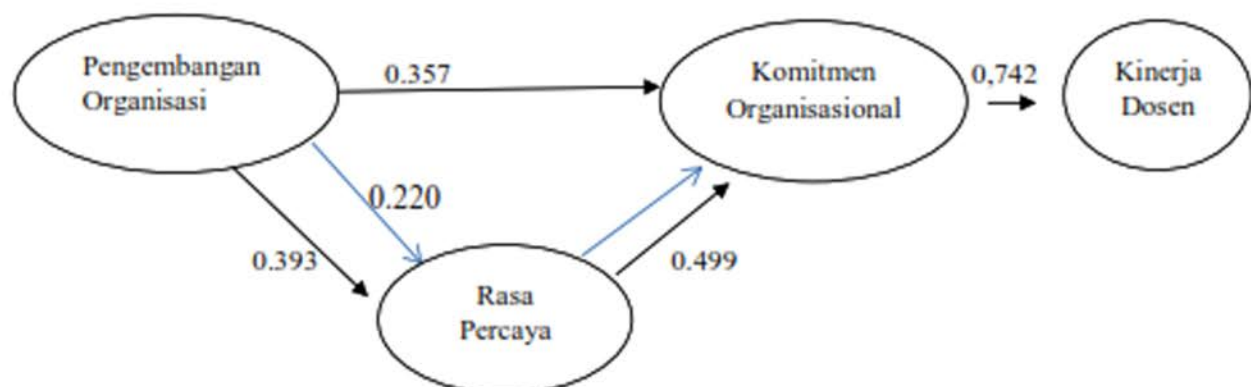 Pengembangan
Organisasi
0.357
Komitmen
Organisasional
0,742
Kinerja
Dosen
0.220
0.393
0.499
Rasa
Percaya